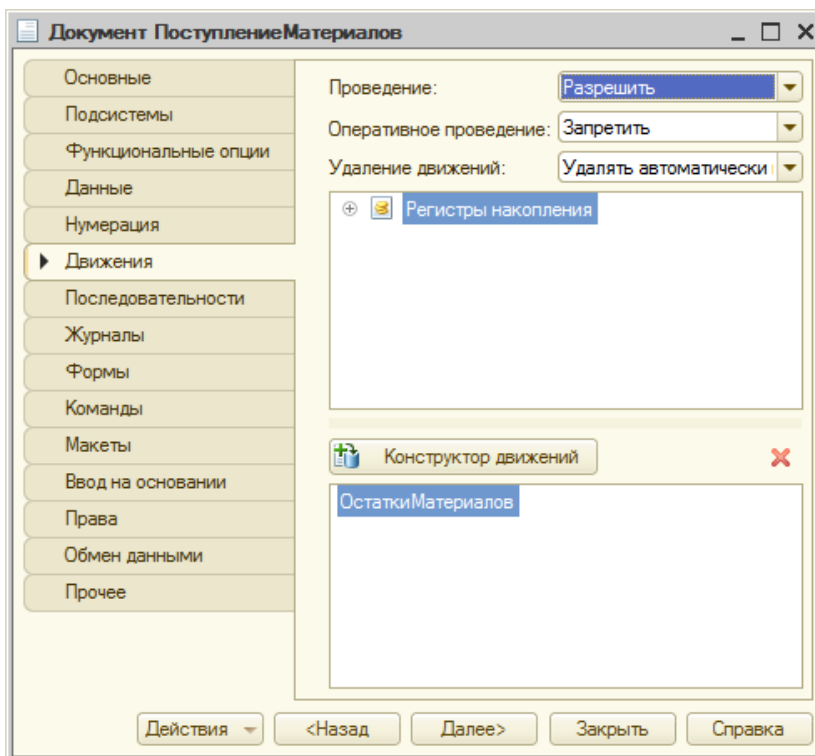 Документ ПоступлениеМатериалов
Основные
Подсистемы
Функциональные опции
Данные
Нумерация
Движения
Последовательности
Журналы
Формы
Команды
Макеты
Ввод на основании
Права
Обмен данными
Прочее
Проведение: Разрешить
Оперативное проведение: Запретить
Удаление движений: Удалять автоматически
Регистры накопления
Конструктор движений
ОстаткиМатериалов
Действия <Назад Далее> Закрыть Справка